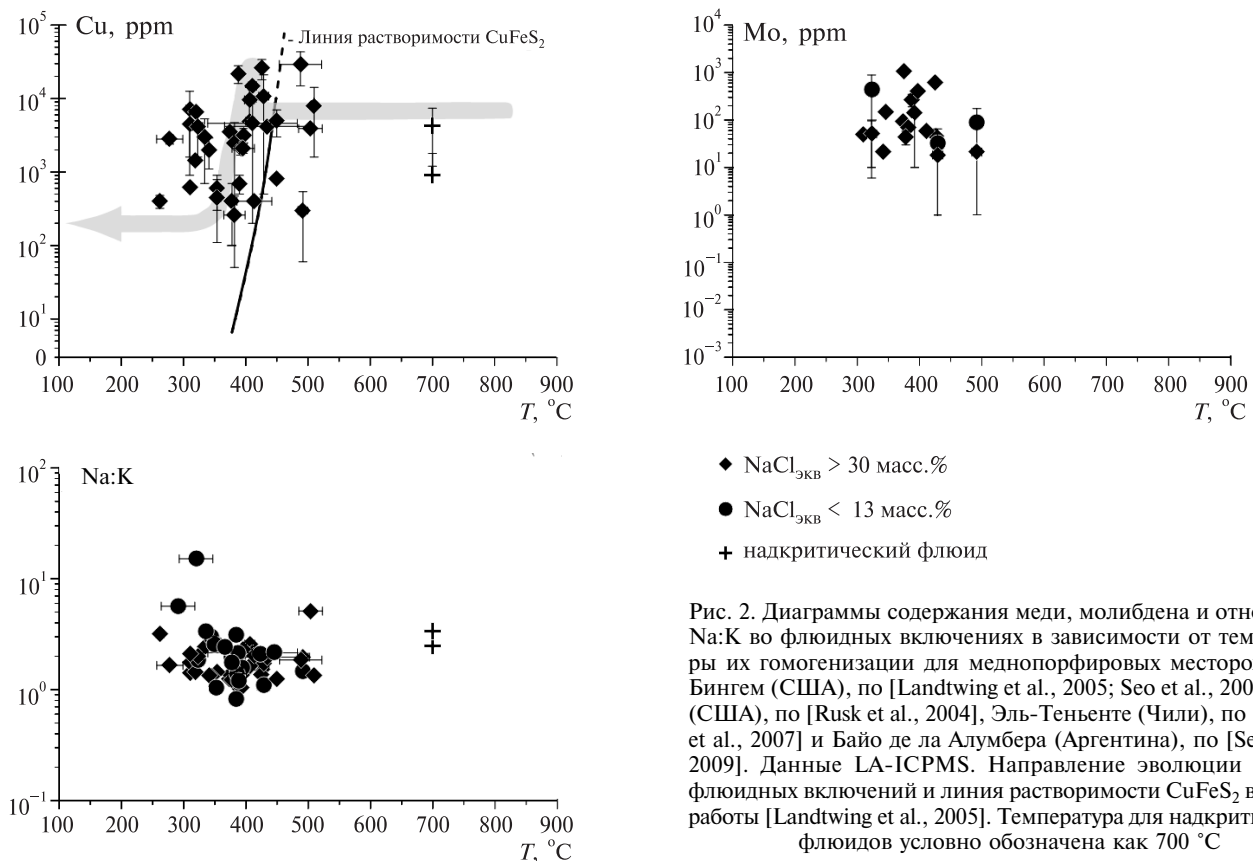 Cu, ppm
Линия растворимости CuFeS₂
10⁵
10⁴
10³
10²
10¹
0
100 200 300 400 500 600 700 800 900
T, °C
Mo, ppm
10⁴
10³
10²
10¹
10⁰
10⁻¹
10⁻²
10⁻³
100 200 300 400 500 600 700 800 900
T, °C
Na:K
10²
10¹
10⁰
10⁻¹
100 200 300 400 500 600 700 800 900
T, °C
NaClэкв > 30 масс.%
NaClэкв < 13 масс.%
надкритический флюид
Рис. 2. Диаграммы содержания меди, молибдена и отно
Na:K во флюидных включениях в зависимости от тем
ры их гомогенизации для меднопорфировых месторо
Бингем (США), по [Landtwing et al., 2005; Seo et al., 200
(США), по [Rusk et al., 2004], Эль-Теньенте (Чили), по
et al., 2007] и Байо де ла Алумбера (Аргентина), по [Se
2009]. Данные LA-ICPMS. Направление эволюции
флюидных включений и линия растворимости CuFeS₂ в
работы [Landtwing et al., 2005]. Температура для надкрит
флюидов условно обозначена как 700 °C